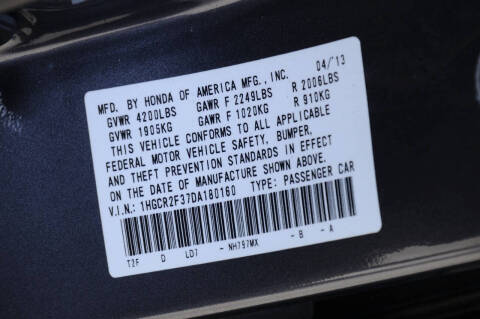 MFD. BY HONDA OF AMERICA MFG., INC. 04/13
GVWR 4200LBS GAWR F 2249LBS R 2006LBS
GVWR 1905KG GAWR F 1020KG R 910KG
THIS VEHICLE CONFORMS TO ALL APPLICABLE
FEDERAL MOTOR VEHICLE SAFETY, BUMPER,
AND THEFT PREVENTION STANDARDS IN EFFECT
ON THE DATE OF MANUFACTURE SHOWN ABOVE.
V.I.N.: 1HGCR2F37DA180160 TYPE: PASSENGER CAR
T2F D LD7 - NH797MX - B - A